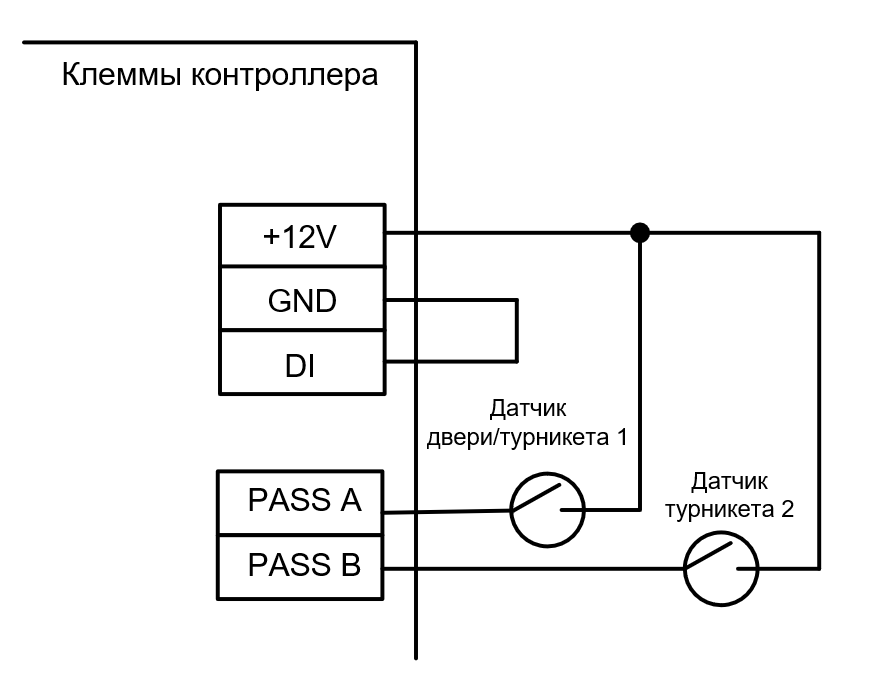 Клеммы контроллера
+12V
GND
DI
Датчик
двери/турникета 1
PASS A
Датчик
турникета 2
PASS B